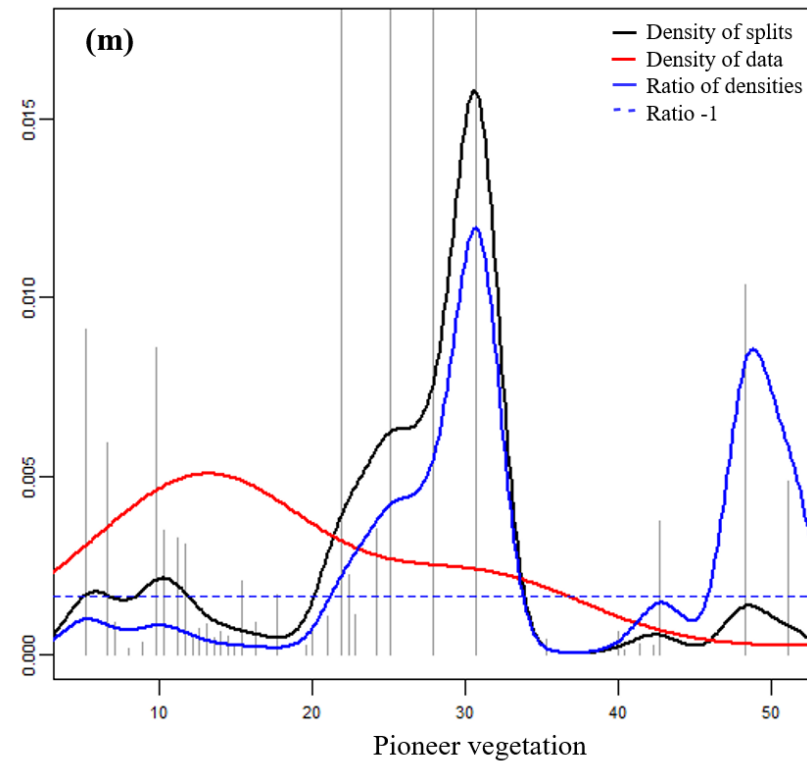 (m)
Density of splits
Density of data
Ratio of densities
Ratio -1
0.015
0.010
0.005
0.000
10 20 30 40 50
Pioneer vegetation